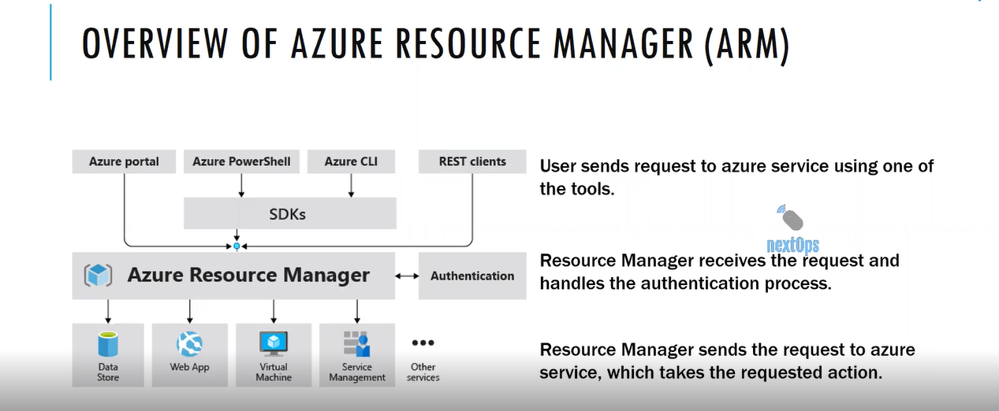 OVERVIEW OF AZURE RESOURCE MANAGER (ARM)
Azure portal
Azure PowerShell
Azure CLI
REST clients
User sends request to azure service using one of
the tools.
SDKs
nextOps
Azure Resource Manager
Authentication
Resource Manager receives the request and
handles the authentication process.
Data
Store
Web App
Virtual
Machine
Service
Management
Other
services
Resource Manager sends the request to azure
service, which takes the requested action.